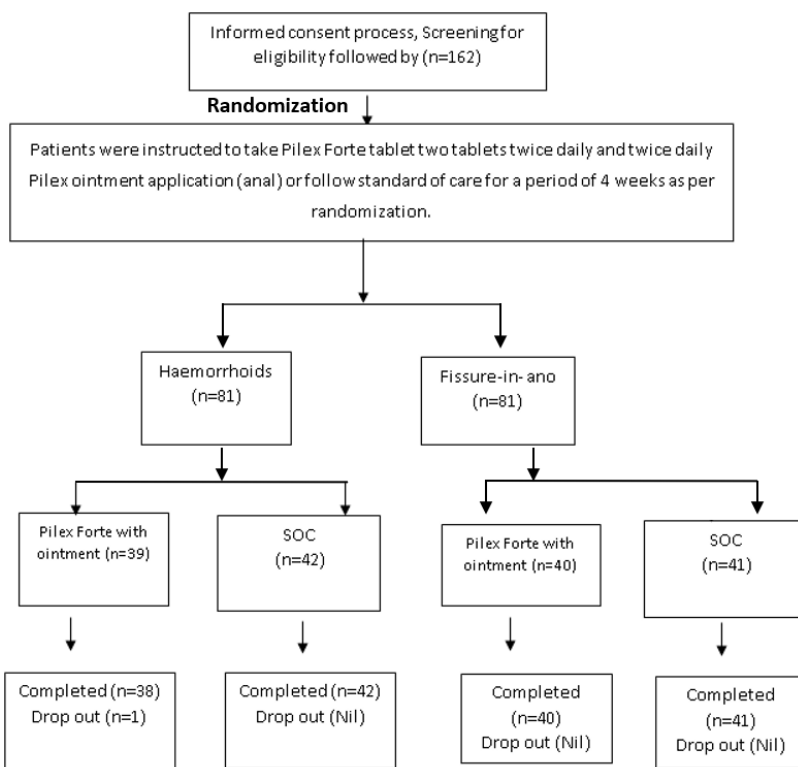 Informed consent process, Screening for
eligibility followed by (n=162)
Randomization
Patients were instructed to take Pilex Forte tablet two tablets twice daily and twice daily
Pilex ointment application (anal) or follow standard of care for a period of 4 weeks as per
randomization.
Haemorrhoids
(n=81)
Fissure-in- ano
(n=81)
Pilex Forte with
ointment (n=39)
SOC
(n=42)
Pilex Forte with
ointment (n=40)
SOC
(n=41)
Completed (n=38)
Drop out (n=1)
Completed (n=42)
Drop out (Nil)
Completed
(n=40)
Drop out (Nil)
Completed
(n=41)
Drop out (Nil)